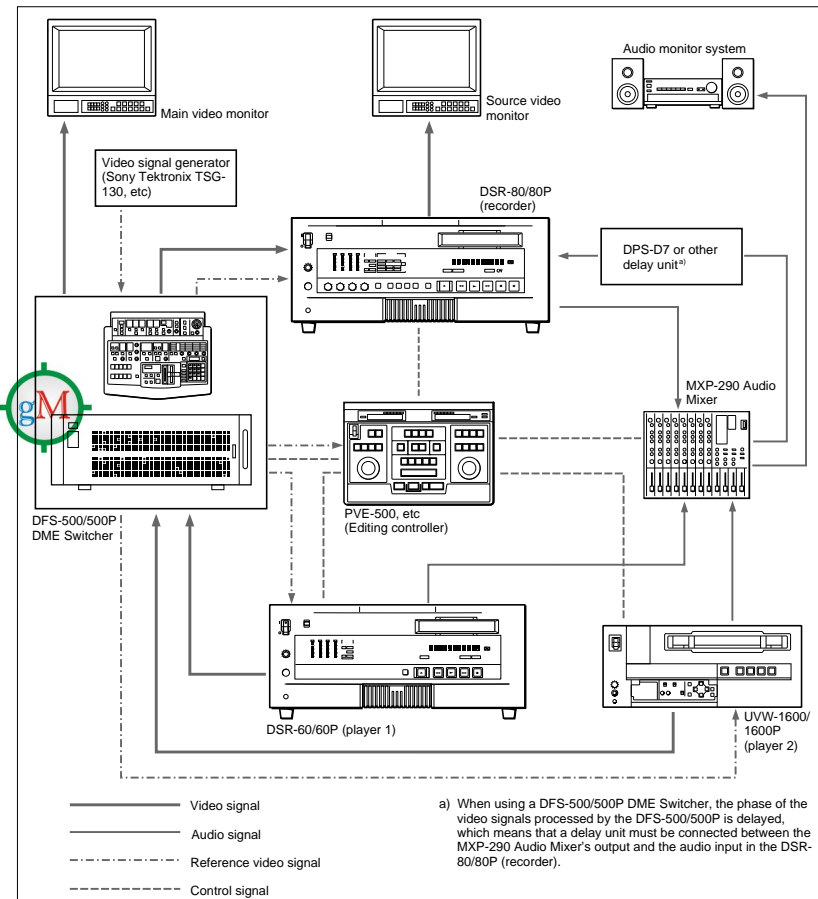 Audio monitor system
Main video monitor
Source video
monitor
Video signal generator
(Sony Tektronix TSG-
130, etc)
DSR-80/80P
(recorder)
DPS-D7 or other
delay unit a)
MXP-290 Audio
Mixer
gM
PVE-500, etc
(Editing controller)
DFS-500/500P
DME Switcher
DSR-60/60P (player 1)
UVW-1600/
1600P
(player 2)
Video signal
Audio signal
Reference video signal
Control signal
a) When using a DFS-500/500P DME Switcher, the phase of the
video signals processed by the DFS-500/500P is delayed,
which means that a delay unit must be connected between the
MXP-290 Audio Mixer's output and the audio input in the DSR-
80/80P (recorder).